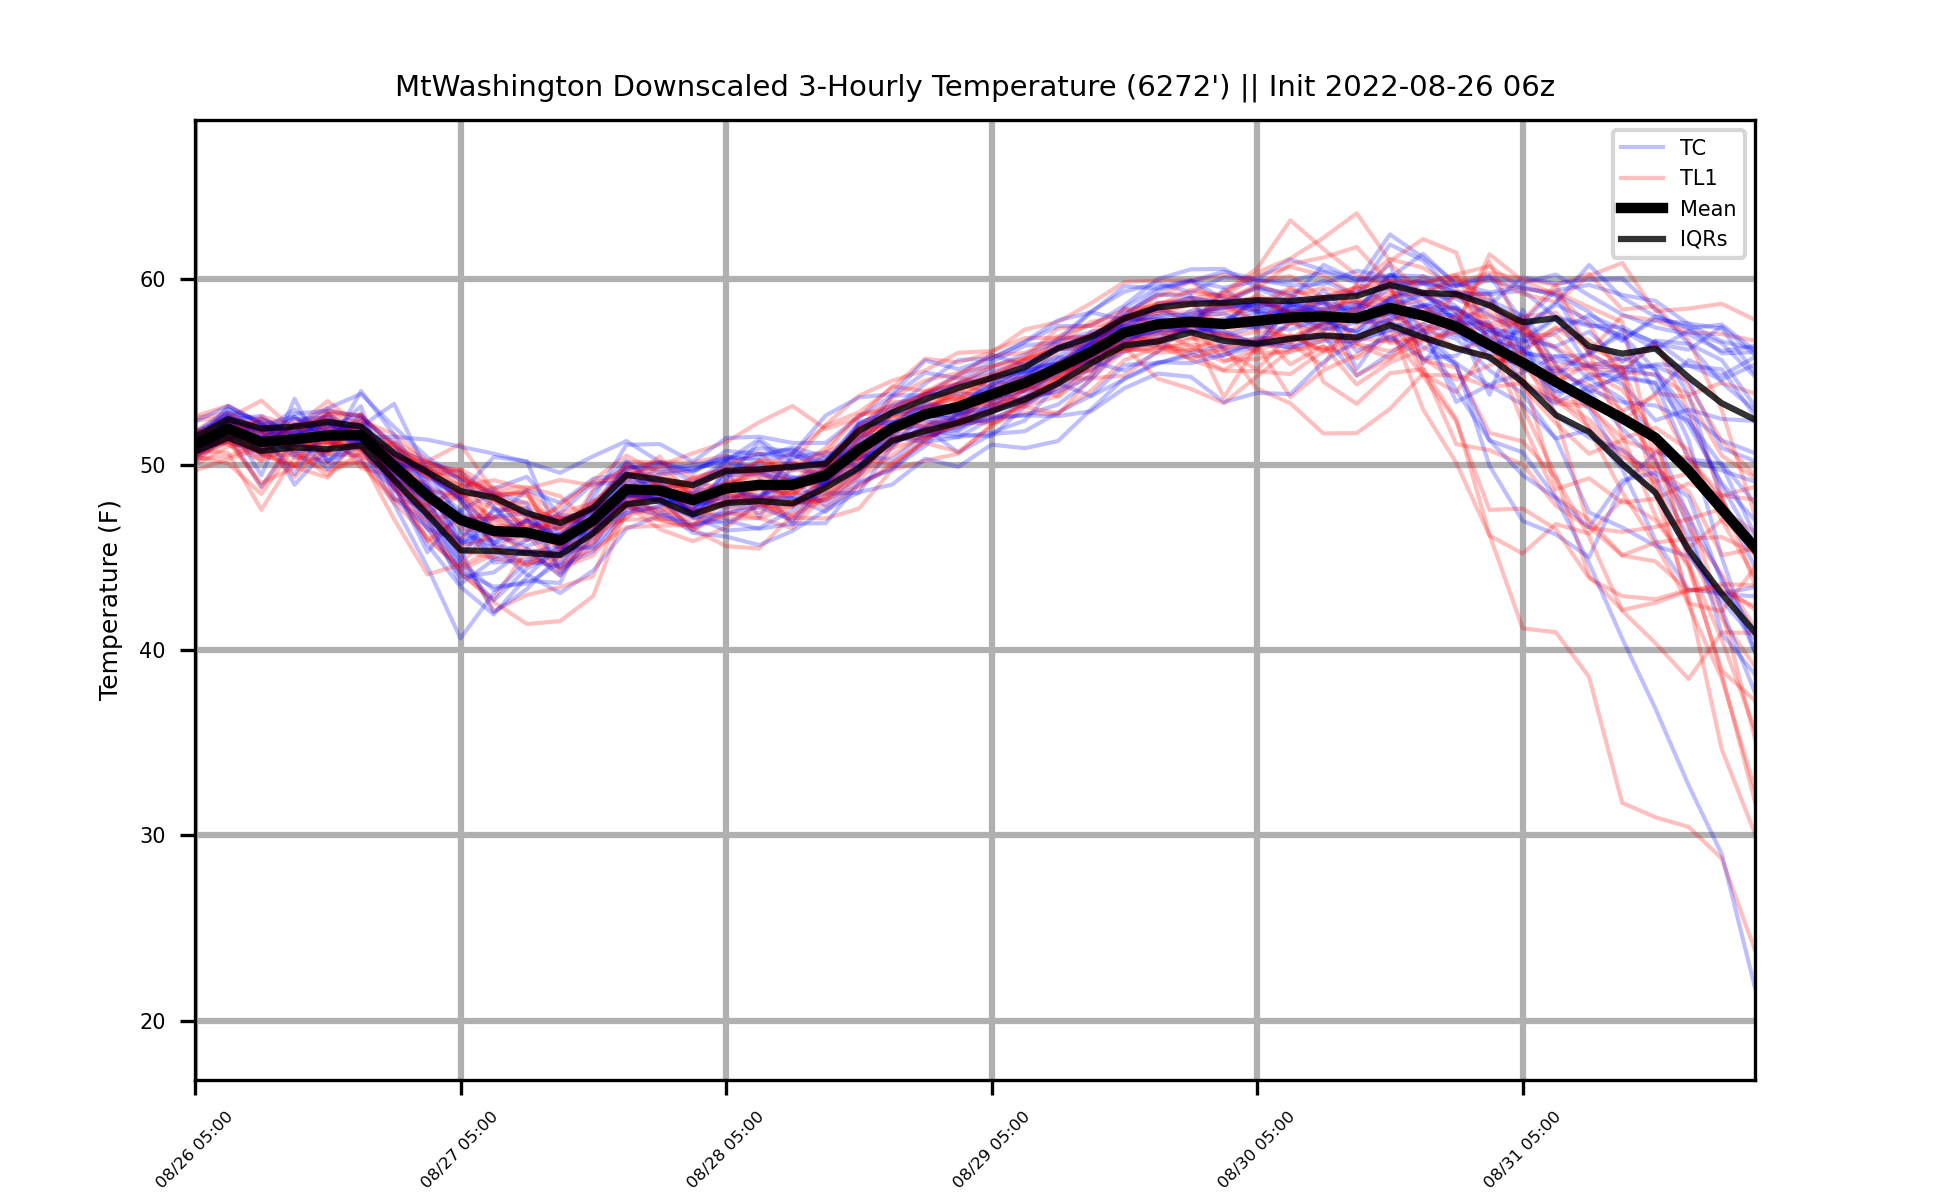 MtWashington Downscaled 3-Hourly Temperature (6272') || Init 2022-08-26 06z
TC
TL1
Mean
IQRs
Temperature (F)
60
50
40
30
20
08/26 05:00
08/27 05:00
08/28 05:00
08/29 05:00
08/30 05:00
08/31 05:00